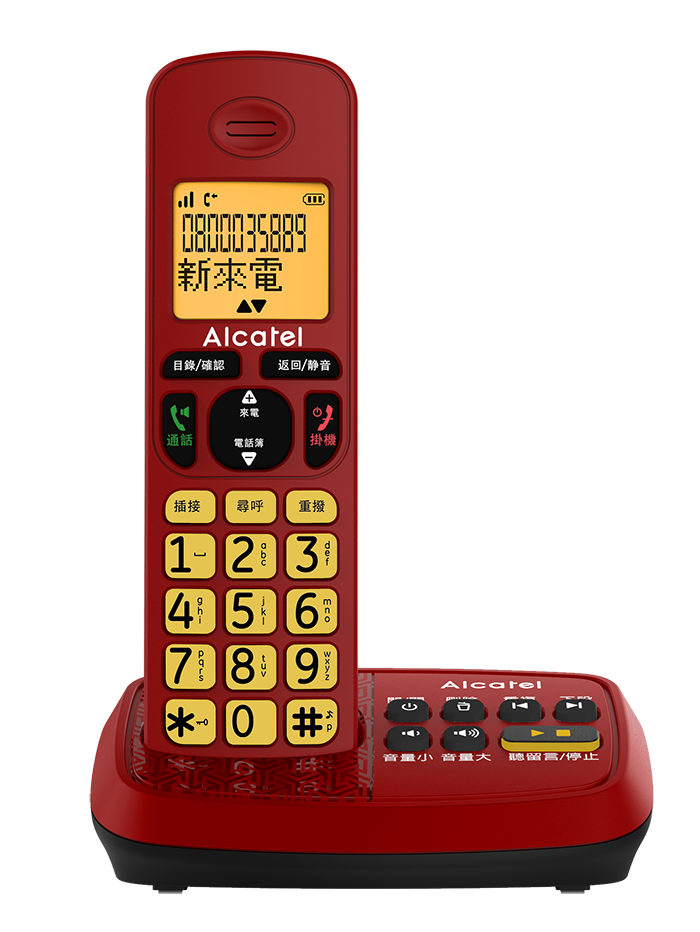 0800035889
新來電
Alcatel
目錄/確認
返回/静音
來電
通話
電話簿
掛機
插接
尋呼
重撥
1
2 abc
3 def
4 ghi
5 jkl
6 mno
7 pqrs
8 tuv
9 wxyz
*
0
# P
Alcatel
音量小
音量大
聽留言/停止